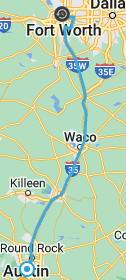 Dalla
20
Fort Worth
35W
35E
Waco
35
Killeen
Round Rock
Austin